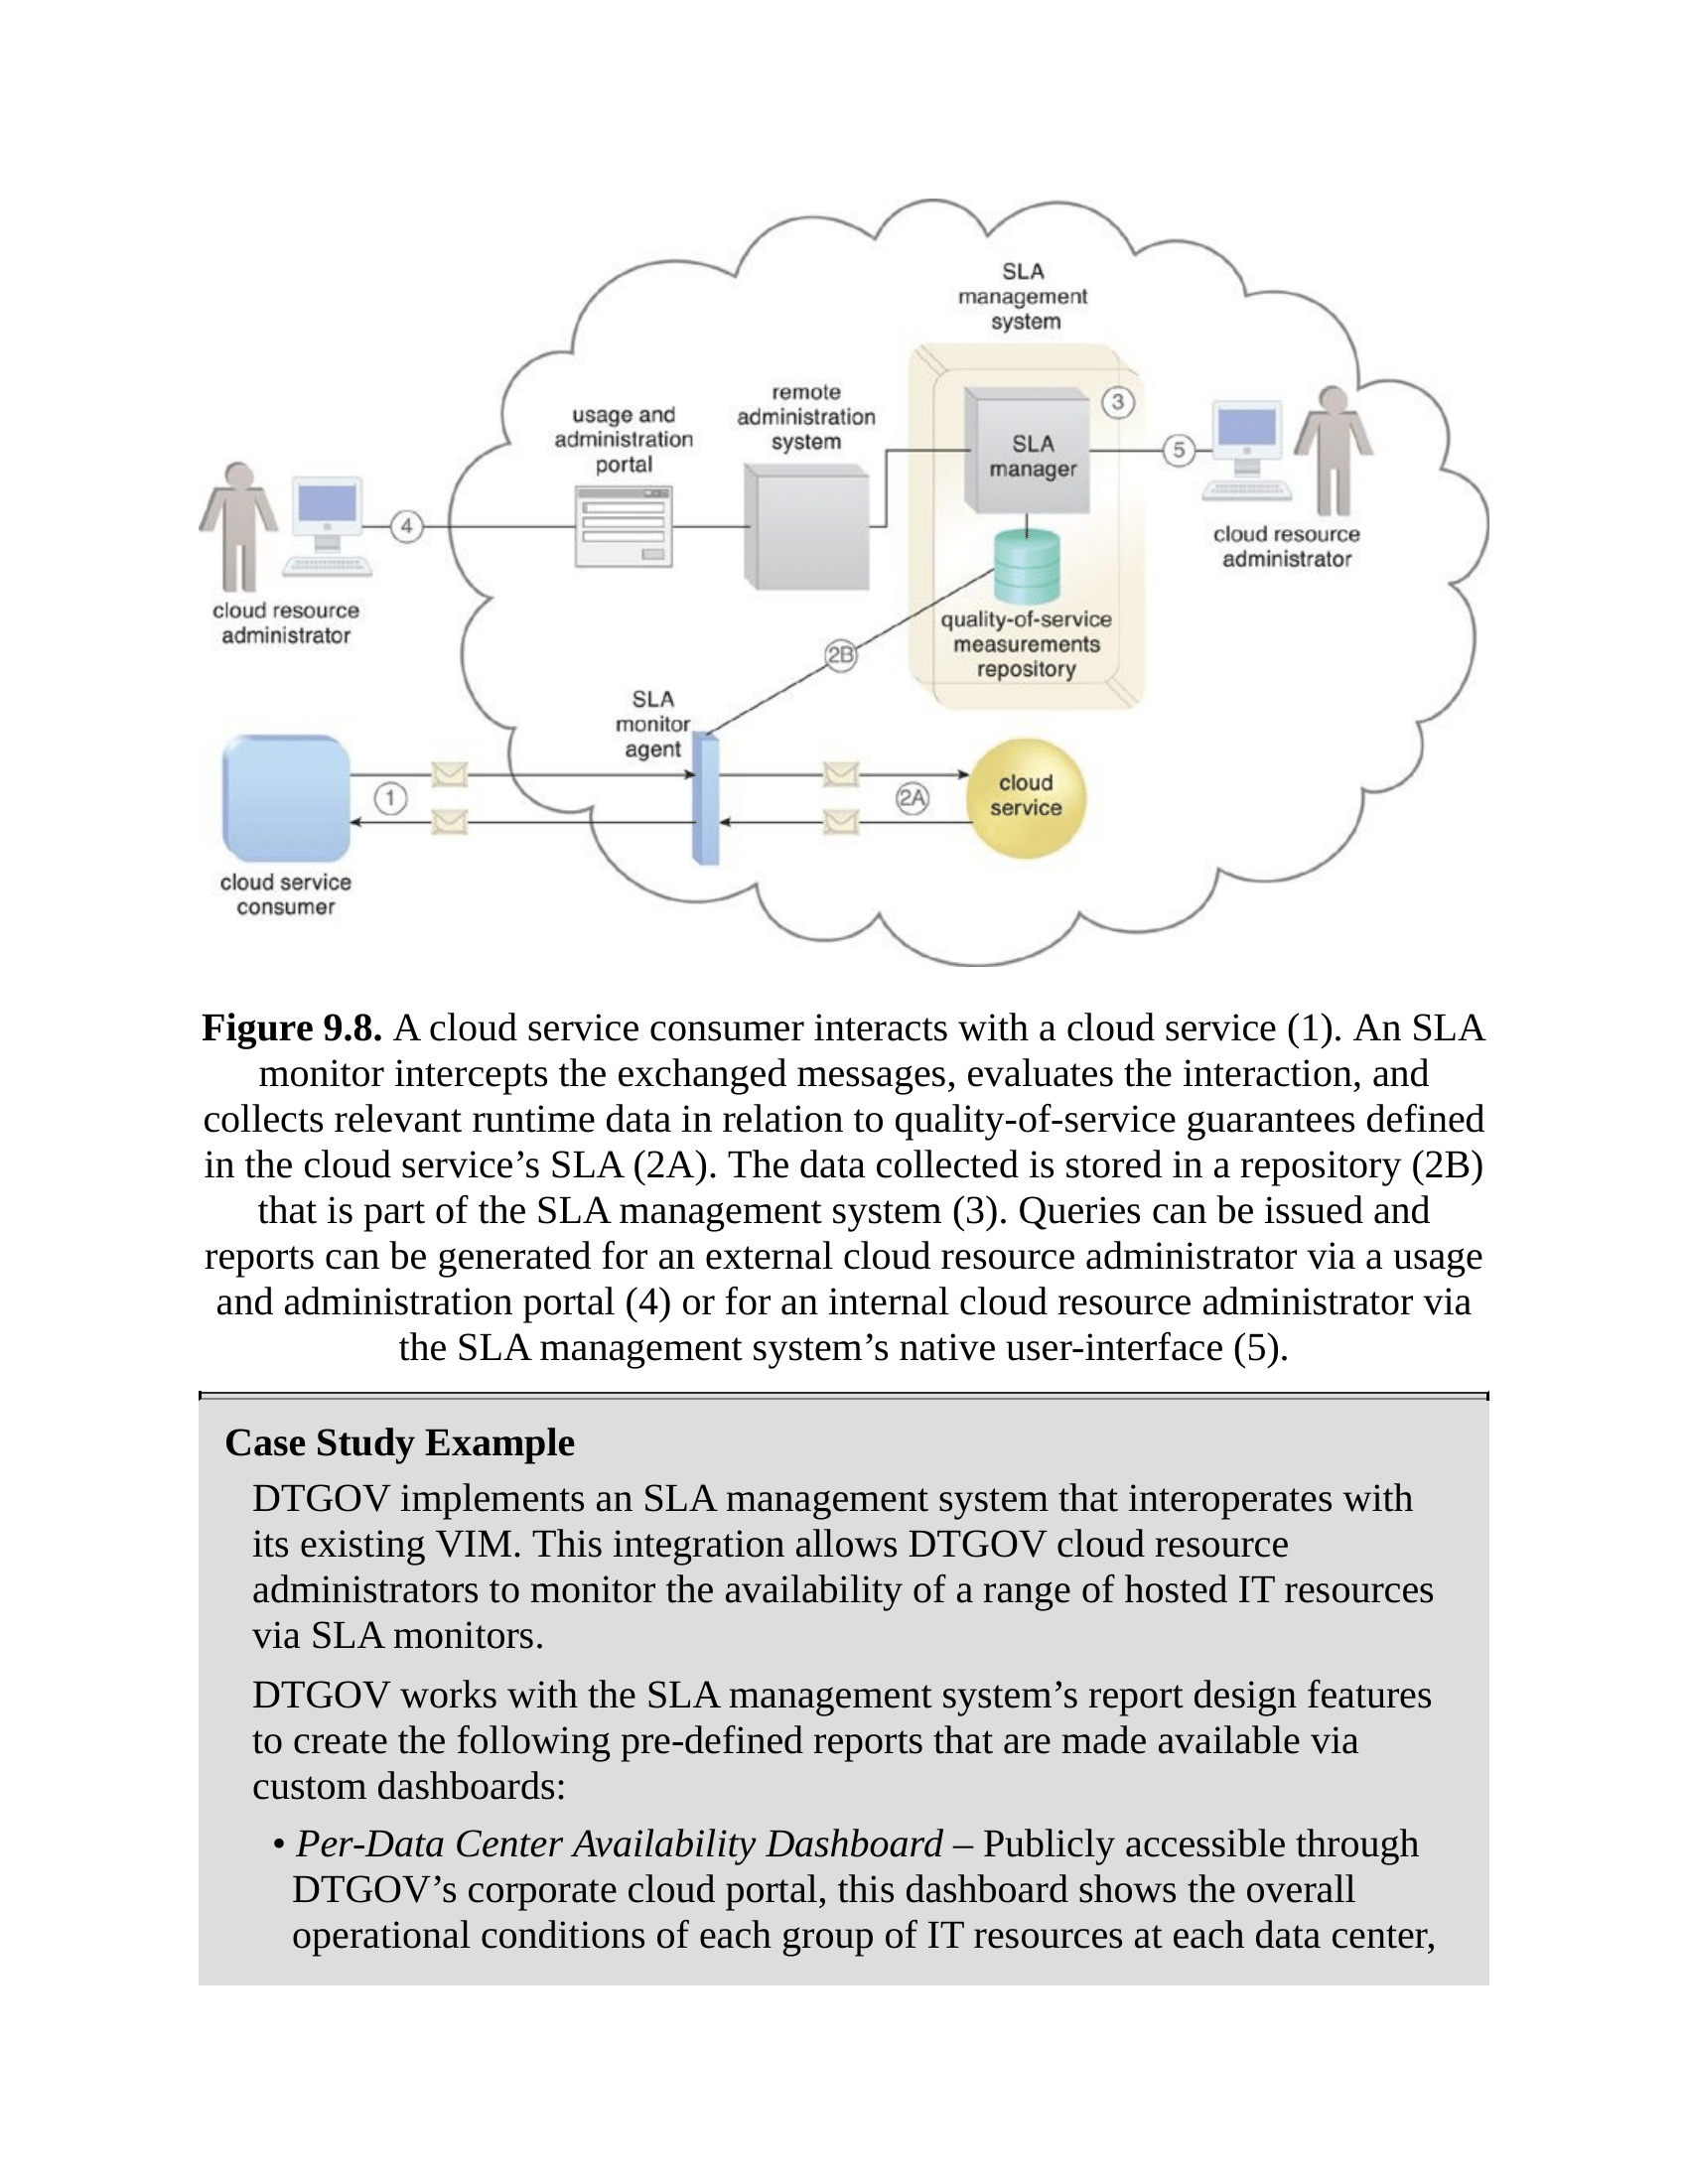 SLA
management
system
remote
administration
system
usage and
administration
portal
3
SLA
manager
5
4
cloud resource
administrator
cloud resource
administrator
quality-of-service
measurements
repository
2B
SLA
monitor
agent
1
2A
cloud
service
cloud service
consumer
Figure 9.8. A cloud service consumer interacts with a cloud service (1). An SLA
monitor intercepts the exchanged messages, evaluates the interaction, and
collects relevant runtime data in relation to quality-of-service guarantees defined
in the cloud service’s SLA (2A). The data collected is stored in a repository (2B)
that is part of the SLA management system (3). Queries can be issued and
reports can be generated for an external cloud resource administrator via a usage
and administration portal (4) or for an internal cloud resource administrator via
the SLA management system’s native user-interface (5).
Case Study Example
DTGOV implements an SLA management system that interoperates with
its existing VIM. This integration allows DTGOV cloud resource
administrators to monitor the availability of a range of hosted IT resources
via SLA monitors.
DTGOV works with the SLA management system’s report design features
to create the following pre-defined reports that are made available via
custom dashboards:
• Per-Data Center Availability Dashboard – Publicly accessible through
DTGOV’s corporate cloud portal, this dashboard shows the overall
operational conditions of each group of IT resources at each data center,